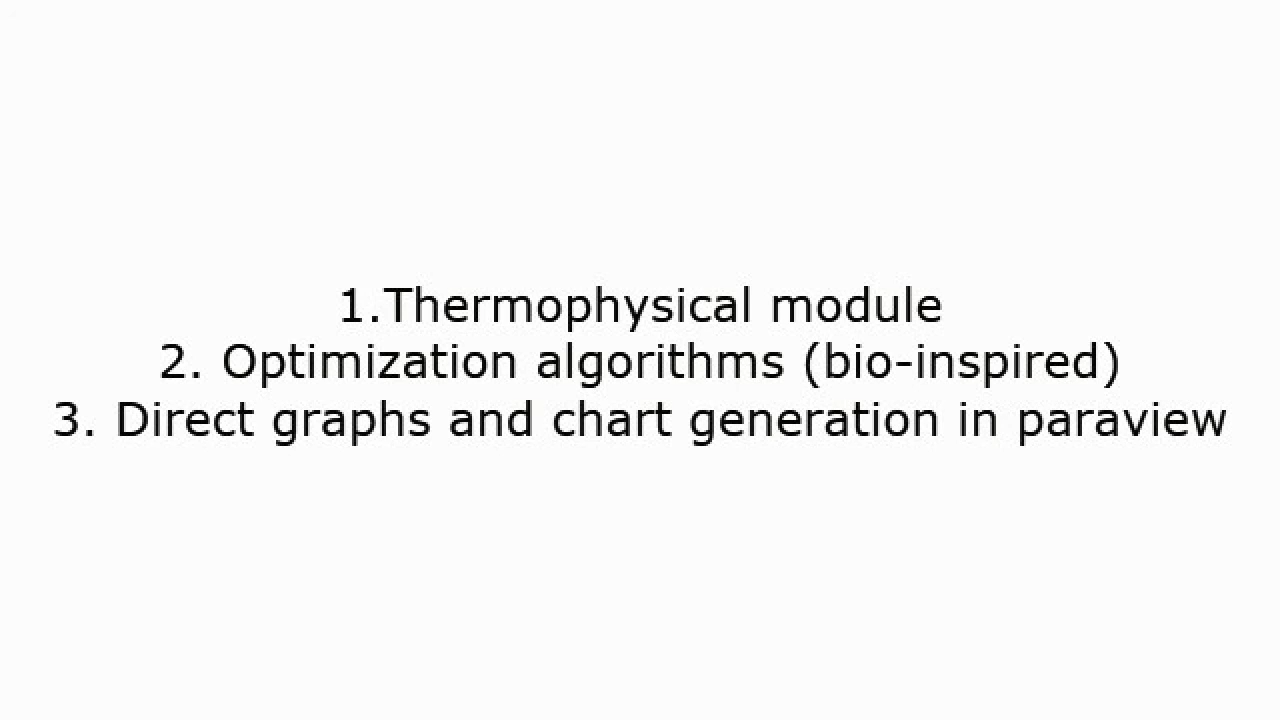 1.Thermophysical module
2. Optimization algorithms (bio-inspired)
3. Direct graphs and chart generation in paraview